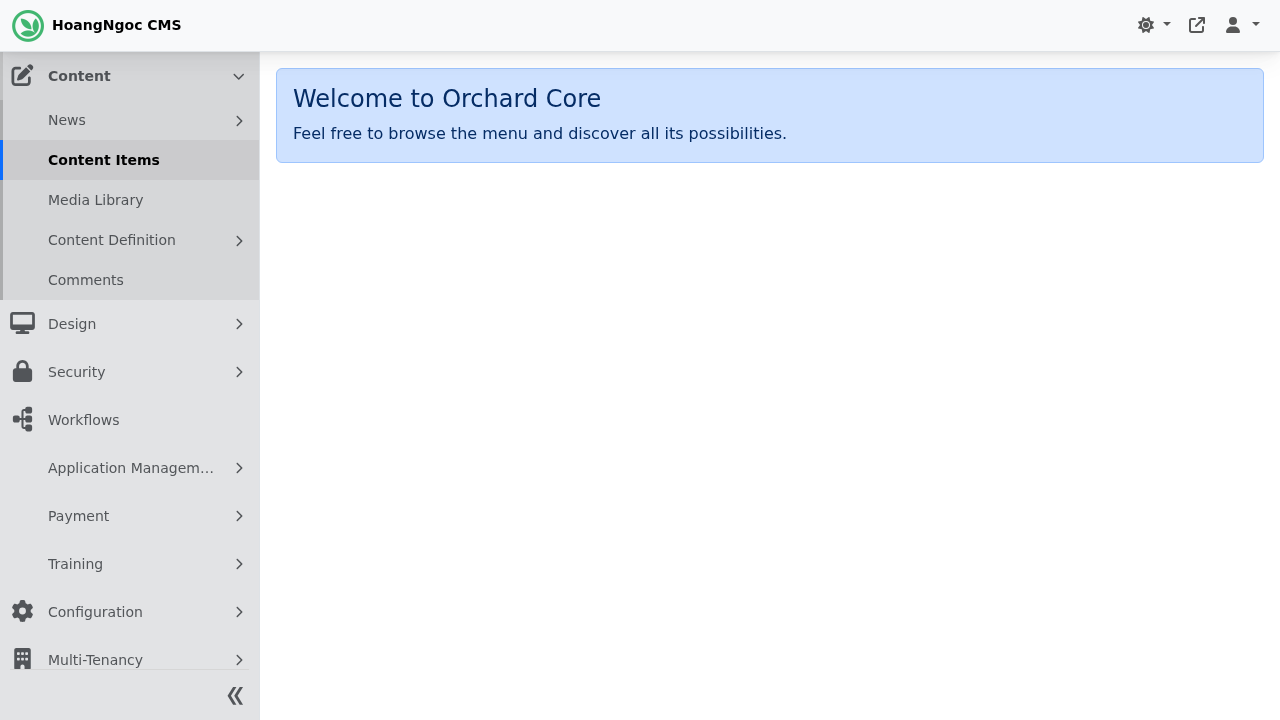 HoangNgoc CMS
Content
News
Content Items
Media Library
Content Definition
Comments
Design
Security
Workflows
Application Managem...
Payment
Training
Configuration
Multi-Tenancy
Welcome to Orchard Core
Feel free to browse the menu and discover all its possibilities.